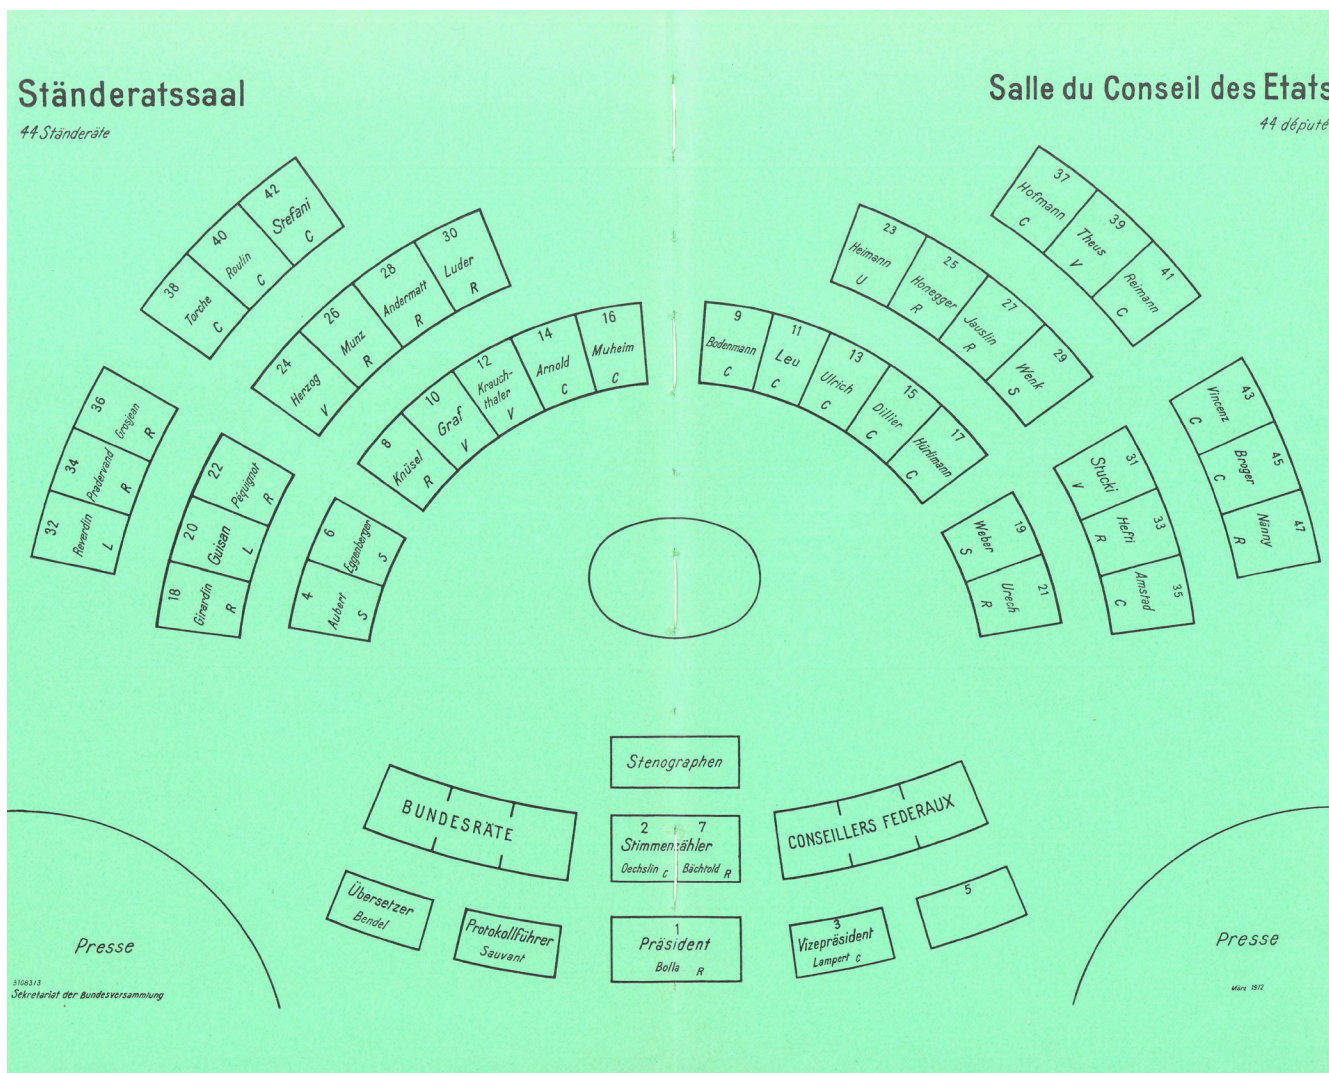 Ständeratssaal
44 Ständeräte
Salle du Conseil des Etats
44 député
42
Stefani
C
40
Roulin
C
38
Torche
C
30
Luder
R
28
Andermatt
R
26
Munz
R
24
Herzog
V
16
Muheim
C
14
Arnold
C
12
Krauch-
thaler
V
10
Graf
V
8
Knüsel
R
36
Grosjean
R
34
Pradervand
R
32
Reverdin
L
22
Péquignot
R
20
Guisan
L
18
Girardin
R
6
Eggenberger
S
4
Aubert
S
37
Hofmann
C
39
Theus
V
41
Reimann
C
23
Heimann
U
25
Honegger
R
27
Jauslin
R
29
Wenk
S
9
Bodenmann
C
11
Leu
C
13
Ulrich
C
15
Dillier
C
17
Hürlimann
C
43
Vincenz
C
45
Broger
C
47
Nänny
R
31
Stucki
V
33
Hefti
R
35
Amstad
C
19
Weber
S
21
Urech
R
Stenographen
BUNDESRÄTE
2 7
Stimmenzähler
Oechslin C Bächtold R
CONSEILLERS FEDERAUX
Übersetzer
Bendel
Protokollführer
Sauvant
1
Präsident
Bolla R
3
Vizepräsident
Lampert C
5
Presse
Presse
3108313
Sekretariat der Bundesversammlung
März 1972